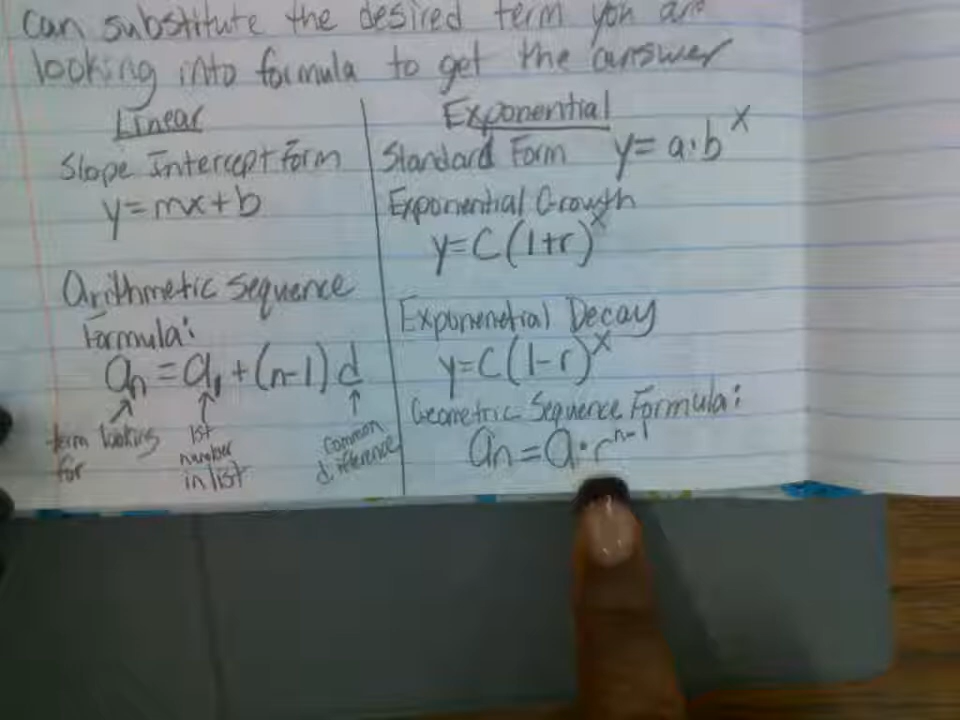 can substitute the desired term you are
looking into formula to get the answer
Linear
Slope Intercept form
y=mx+b
Arithmetic Sequence
Formula:
an = a1 + (n-1) d
term looking for
1st number in list
common difference
Exponential
Standard Form y= a·b^x
Exponential Growth
y=C(1+r)^x
Exponenetial Decay
y=C(1-r)^x
Geometric Sequence Formula:
an = a·r^n-1